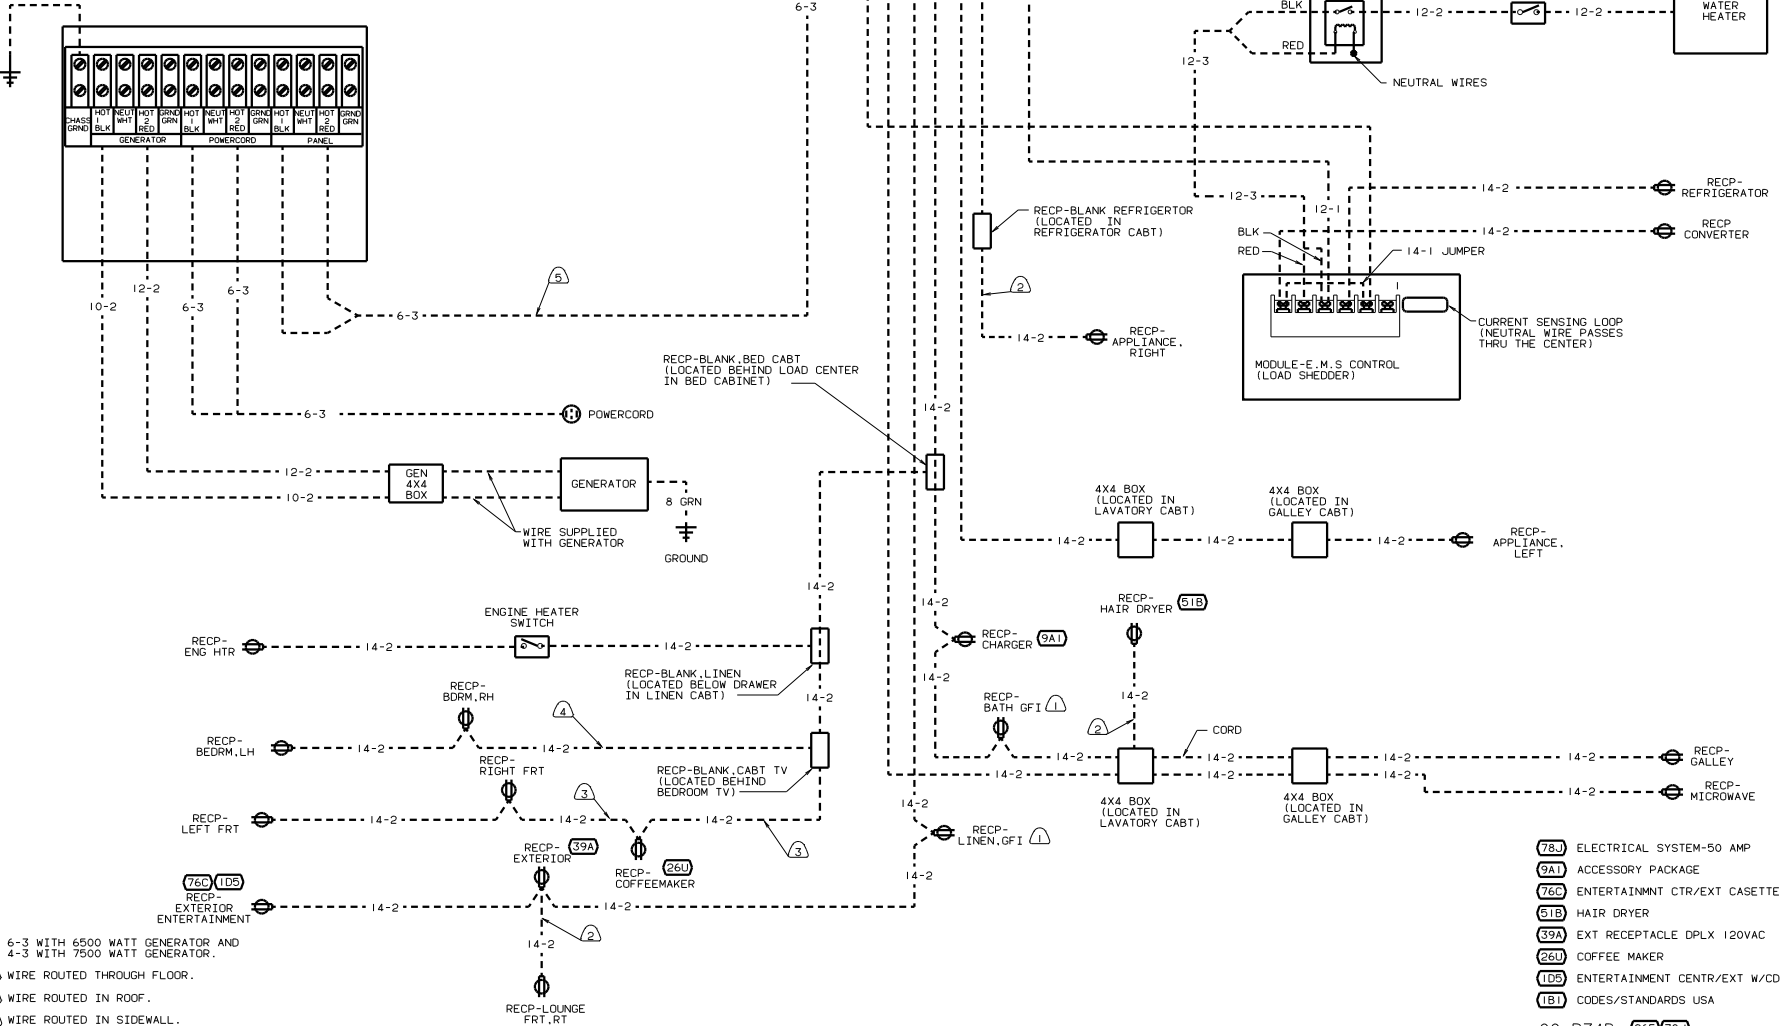 6-3
BLK
12-2
12-2
WATER
HEATER
RED
12-3
NEUTRAL WIRES
CHASS
GRND
HOT
1
BLK
NEUT
WHT
HOT
2
RED
GRND
GRN
HOT
1
BLK
NEUT
WHT
HOT
2
RED
GRND
GRN
HOT
1
BLK
NEUT
WHT
HOT
2
RED
GRND
GRN
GENERATOR
POWERCORD
PANEL
10-2
12-2
6-3
6-3
5
6-3
6-3
POWERCORD
12-2
10-2
GEN
4X4
BOX
GENERATOR
8 GRN
GROUND
WIRE SUPPLIED
WITH GENERATOR
RECP-BLANK REFRIGERTOR
(LOCATED IN
REFRIGERATOR CABT)
2
14-2
RECP-
APPLIANCE,
RIGHT
12-3
12-1
BLK
RED
14-2
RECP-
REFRIGERATOR
14-2
RECP
CONVERTER
14-1 JUMPER
CURRENT SENSING LOOP
(NEUTRAL WIRE PASSES
THRU THE CENTER)
MODULE-E.M.S CONTROL
(LOAD SHEDDER)
RECP-BLANK,BED CABT
(LOCATED BEHIND LOAD CENTER
IN BED CABINET)
14-2
4X4 BOX
(LOCATED IN
LAVATORY CABT)
4X4 BOX
(LOCATED IN
GALLEY CABT)
14-2
14-2
14-2
RECP-
APPLIANCE,
LEFT
14-2
14-2
RECP-
HAIR DRYER
51B
ENGINE HEATER
SWITCH
RECP-
ENG HTR
14-2
14-2
RECP-
CHARGER
9A1
RECP-BLANK,LINEN
(LOCATED BELOW DRAWER
IN LINEN CABT)
14-2
14-2
14-2
RECP-
BDRM,RH
4
RECP-
BATH GFI
1
2
CORD
RECP-
BEDRM,LH
14-2
14-2
14-2
14-2
14-2
14-2
RECP-
GALLEY
RECP-
RIGHT FRT
RECP-BLANK,CABT TV
(LOCATED BEHIND
BEDROOM TV)
14-2
14-2
14-2
14-2
RECP-
MICROWAVE
3
4X4 BOX
(LOCATED IN
LAVATORY CABT)
4X4 BOX
(LOCATED IN
GALLEY CABT)
14-2
RECP-
LEFT FRT
14-2
14-2
14-2
3
RECP-
LINEN,GFI
1
RECP-
EXTERIOR
39A
RECP-
COFFEEMAKER
26U
14-2
76C
1D5
RECP-
EXTERIOR
ENTERTAINMENT
14-2
14-2
2
14-2
RECP-LOUNGE
FRT,RT
6-3 WITH 6500 WATT GENERATOR AND
4-3 WITH 7500 WATT GENERATOR.
WIRE ROUTED THROUGH FLOOR.
WIRE ROUTED IN ROOF.
WIRE ROUTED IN SIDEWALL.
78J ELECTRICAL SYSTEM-50 AMP
9A1 ACCESSORY PACKAGE
76C ENTERTAINMNT CTR/EXT CASETTE
51B HAIR DRYER
39A EXT RECEPTACLE DPLX 120VAC
26U COFFEE MAKER
1D5 ENTERTAINMENT CENTR/EXT W/CD
1B1 CODES/STANDARDS USA